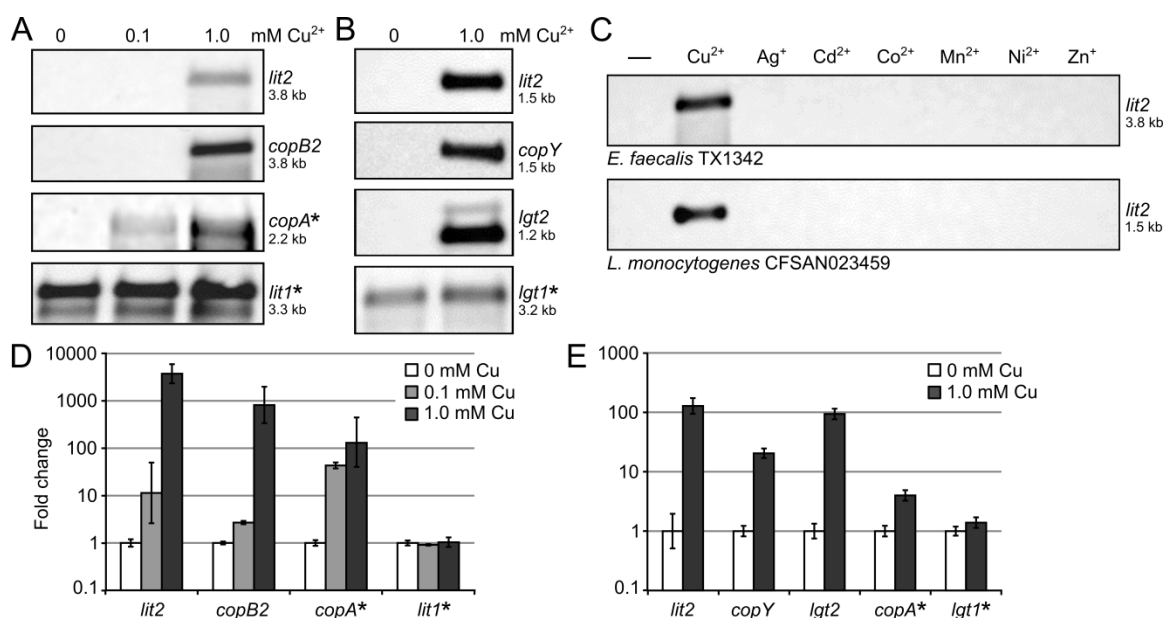 A
0 0.1 1.0 mM Cu²⁺
lit2
3.8 kb
copB2
3.8 kb
copA*
2.2 kb
lit1*
3.3 kb
B
0 1.0 mM Cu²⁺
lit2
1.5 kb
copY
1.5 kb
lgt2
1.2 kb
lgt1*
3.2 kb
C
— Cu²⁺ Ag⁺ Cd²⁺ Co²⁺ Mn²⁺ Ni²⁺ Zn⁺
lit2
3.8 kb
E. faecalis TX1342
lit2
1.5 kb
L. monocytogenes CFSAN023459
D
Fold change
10000
1000
100
10
1
0.1
0 mM Cu
0.1 mM Cu
1.0 mM Cu
lit2 copB2 copA* lit1*
E
1000
100
10
1
0.1
0 mM Cu
1.0 mM Cu
lit2 copY lgt2 copA* lgt1*